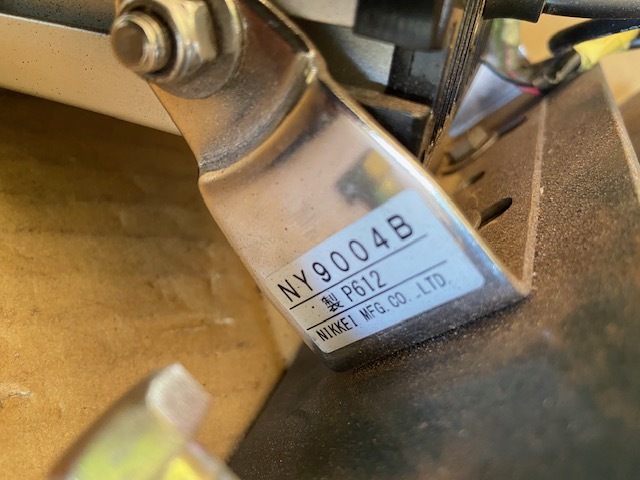 NY9004B
製 P612
NIKKEI MFG.CO.,LTD.